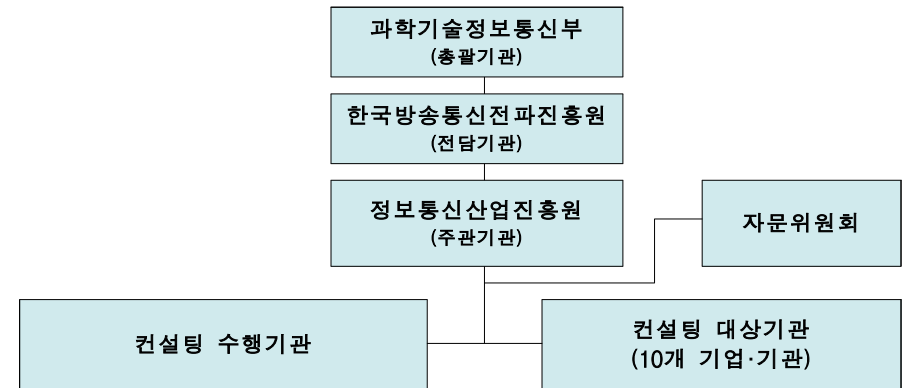 과학기술정보통신부
(총괄기관)
한국방송통신전파진흥원
(전담기관)
정보통신산업진흥원
(주관기관)
자문위원회
컨설팅 수행기관
컨설팅 대상기관
(10개 기업·기관)